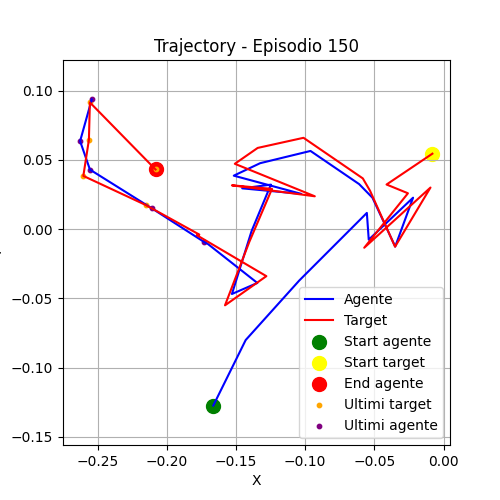 Trajectory - Episodio 150
0.10
0.05
0.00
−0.05
−0.10
−0.15
−0.25
−0.20
−0.15
−0.10
−0.05
0.00
X
Agente
Target
Start agente
Start target
End agente
Ultimi target
Ultimi agente